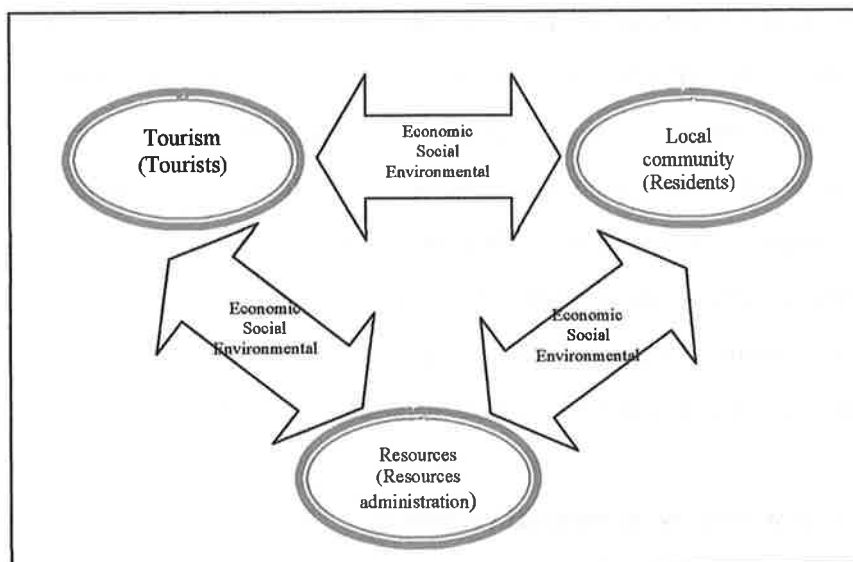 Tourism
(Tourists)
Economic
Social
Environmental
Local
community
(Residents)
Economic
Social
Environmental
Economic
Social
Environmental
Resources
(Resources
administration)